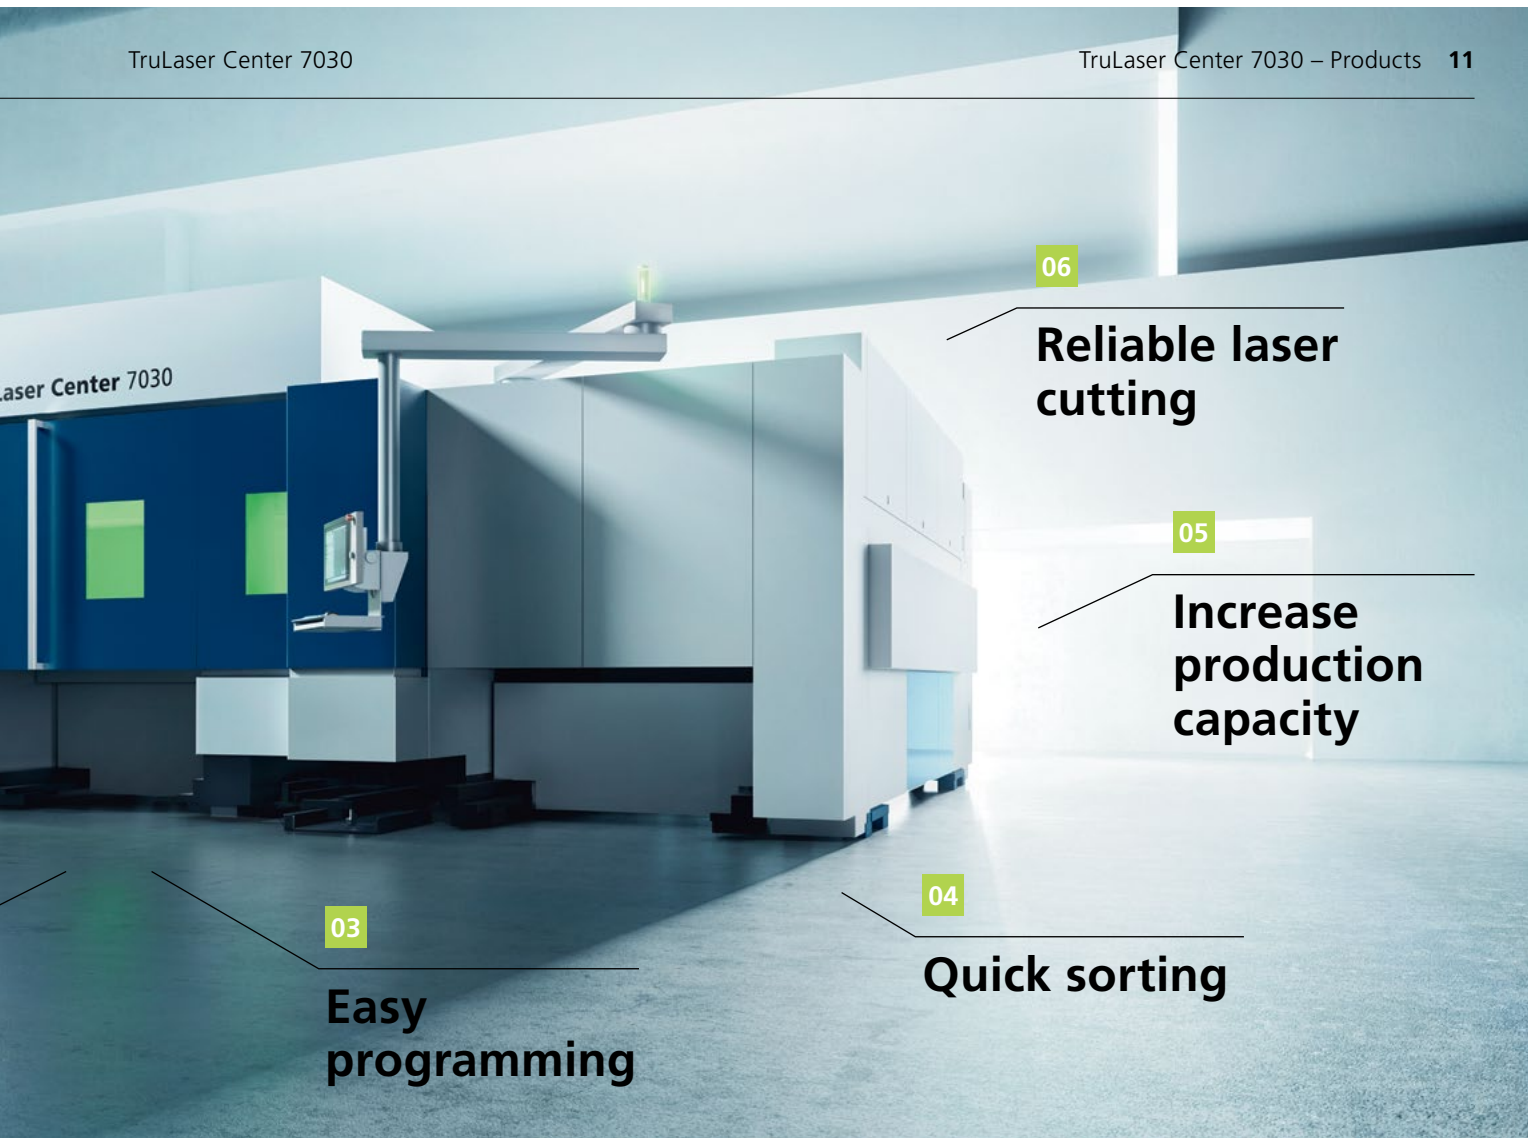 TruLaser Center 7030
TruLaser Center 7030 – Products 11
06
Reliable laser
cutting
Laser Center 7030
05
Increase
production
capacity
04
Quick sorting
03
Easy
programming